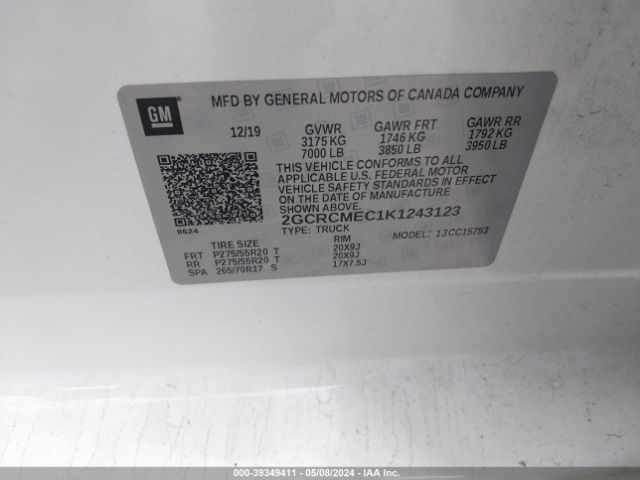 GM
MFD BY GENERAL MOTORS OF CANADA COMPANY
12/19 GVWR GAWR FRT GAWR RR
3175 KG 1746 KG 1792 KG
7000 LB 3850 LB 3950 LB
THIS VEHICLE CONFORMS TO ALL
APPLICABLE U.S. FEDERAL MOTOR
VEHICLE SAFETY STANDARDS IN EFFECT
ON THE DATE OF MANUFACTURE
SHOWN ABOVE.
8624
2GCRCMEC1K1243123
TYPE: TRUCK MODEL: 13CC15753
TIRE SIZE RIM
FRT P275/55R20 T 20X9J
RR P275/55R20 T 20X9J
SPA 265/70R17 S 17X7.5J
000-39349411 - 05/08/2024 - IAA Inc.